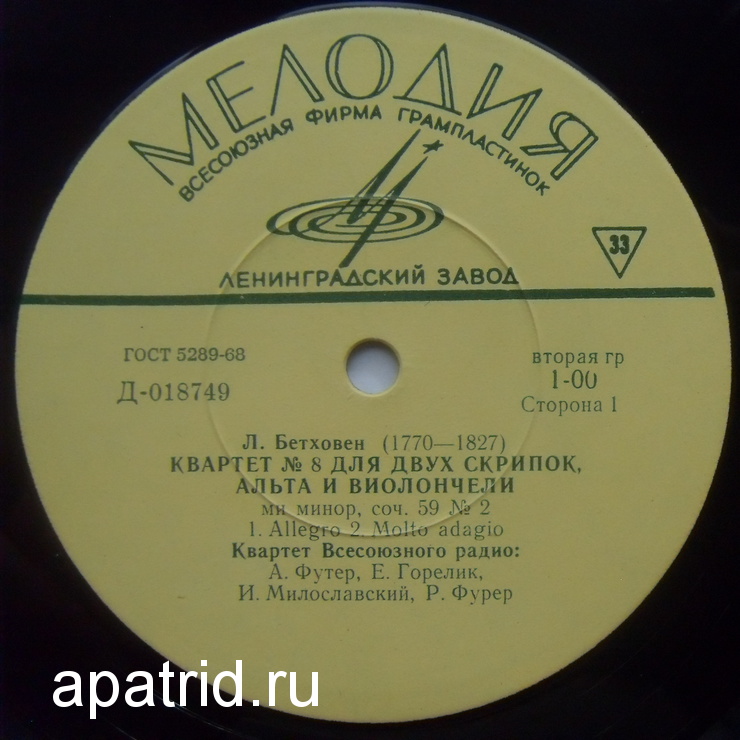 МЕЛОДИЯ
ВСЕСОЮЗНАЯ ФИРМА ГРАМПЛАСТИНОК
33
ЛЕНИНГРАДСКИЙ ЗАВОД
ГОСТ 5289-68
Д-018749
вторая гр
1-00
Сторона 1
Л. Бетховен (1770—1827)
КВАРТЕТ № 8 ДЛЯ ДВУХ СКРИПОК,
АЛЬТА И ВИОЛОНЧЕЛИ
ми минор, соч. 59 № 2
1. Allegro 2. Molto adagio
Квартет Всесоюзного радио:
А. Футер, Е. Горелик,
И. Милославский, Р. Фурер
apatrid.ru